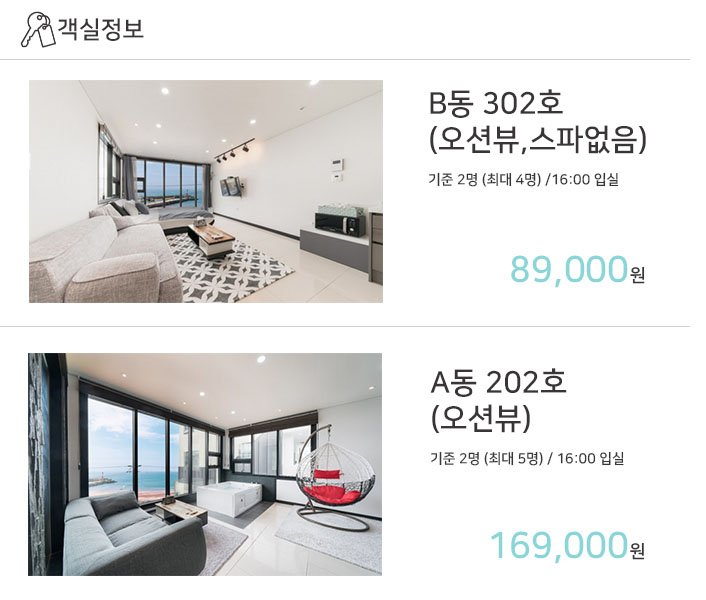 객실정보
B동 302호
(오션뷰,스파없음)
기준 2명 (최대 4명) /16:00 입실
89,000원
A동 202호
(오션뷰)
기준 2명 (최대 5명) / 16:00 입실
169,000원